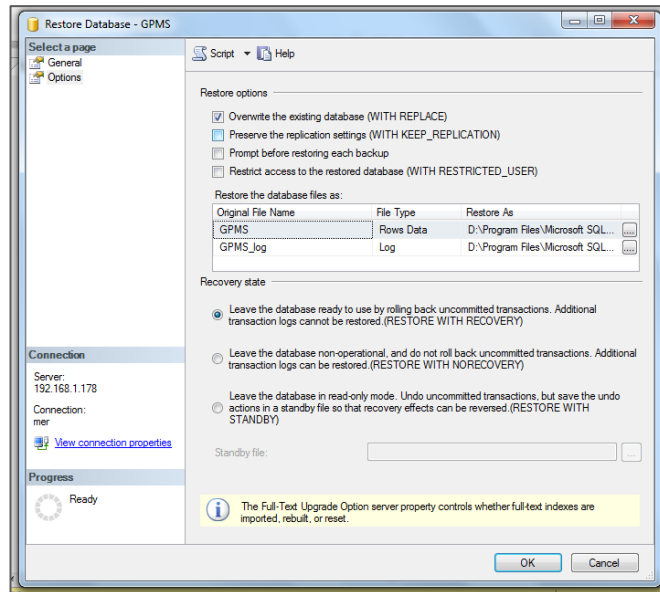 Restore Database - GPMS
Select a page
General
Options
Script
Help
Restore options
Overwrite the existing database (WITH REPLACE)
Preserve the replication settings (WITH KEEP_REPLICATION)
Prompt before restoring each backup
Restrict access to the restored database (WITH RESTRICTED_USER)
Restore the database files as:
Original File Name File Type Restore As
GPMS Rows Data D:\Program Files\Microsoft SQL... ...
GPMS_log Log D:\Program Files\Microsoft SQL... ...
Recovery state
Leave the database ready to use by rolling back uncommitted transactions. Additional
transaction logs cannot be restored.(RESTORE WITH RECOVERY)
Leave the database non-operational, and do not roll back uncommitted transactions. Additional
transaction logs can be restored.(RESTORE WITH NORECOVERY)
Leave the database in read-only mode. Undo uncommitted transactions, but save the undo
actions in a standby file so that recovery effects can be reversed.(RESTORE WITH
STANDBY)
Standby file:
...
Connection
Server:
192.168.1.178
Connection:
mer
View connection properties
Progress
Ready
The Full-Text Upgrade Option server property controls whether full-text indexes are
imported, rebuilt, or reset.
OK
Cancel